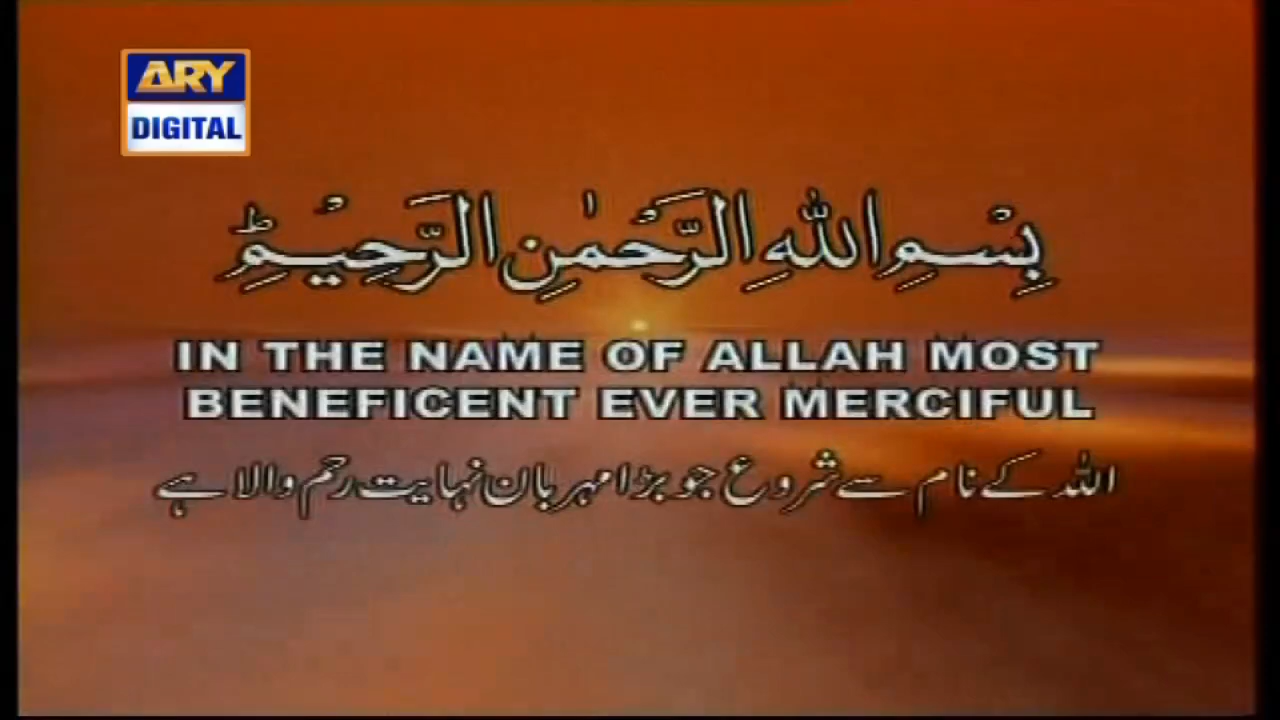 ARY
DIGITAL
بِسْمِ اللهِ الرَّحْمٰنِ الرَّحِيْمِؕ
IN THE NAME OF ALLAH MOST
BENEFICENT EVER MERCIFUL
اللہ کے نام سے شروع جو بڑا مہربان نہایت رحم والا ہے